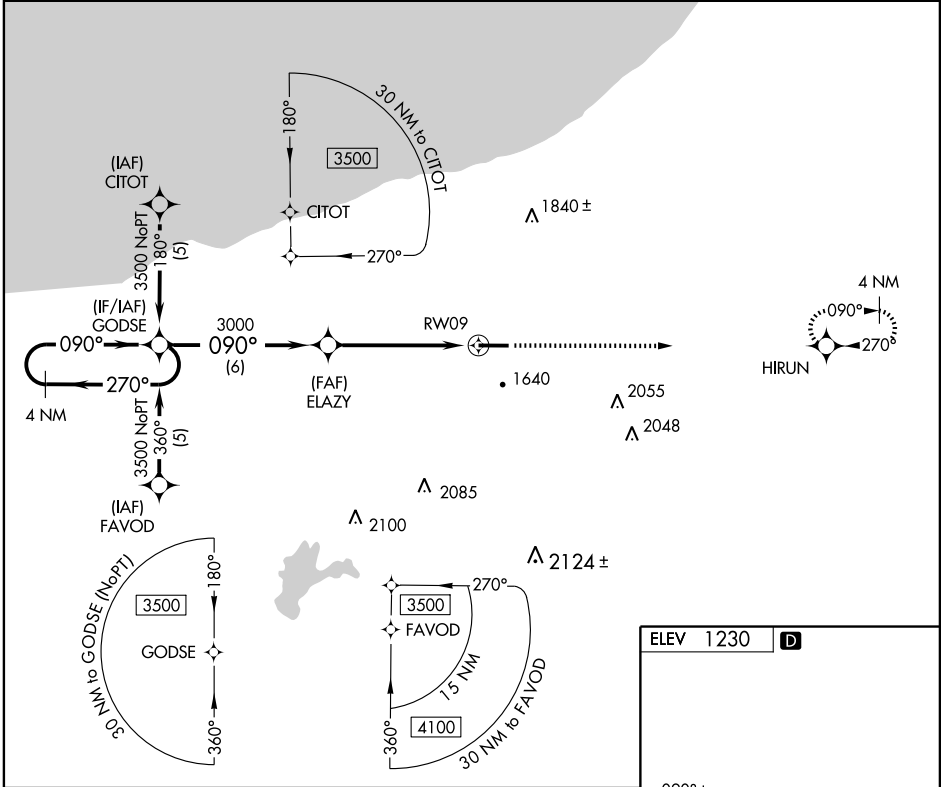 30 NM to CITOT
180°
3500
CITOT
270°
1840 ±
(IAF)
CITOT
3500 NoPT
180°
(5)
(IF/IAF)
GODSE
090°
270°
4 NM
3000
090°
(6)
(FAF)
ELAZY
RW09
4 NM
090°
270°
HIRUN
1640
2055
2048
3500 NoPT
360°
(5)
(IAF)
FAVOD
2085
2100
2124 ±
30 NM to GODSE (NoPT)
180°
3500
GODSE
360°
270°
3500
FAVOD
15 NM
4100
360°
30 NM to FAVOD
ELEV 1230 D